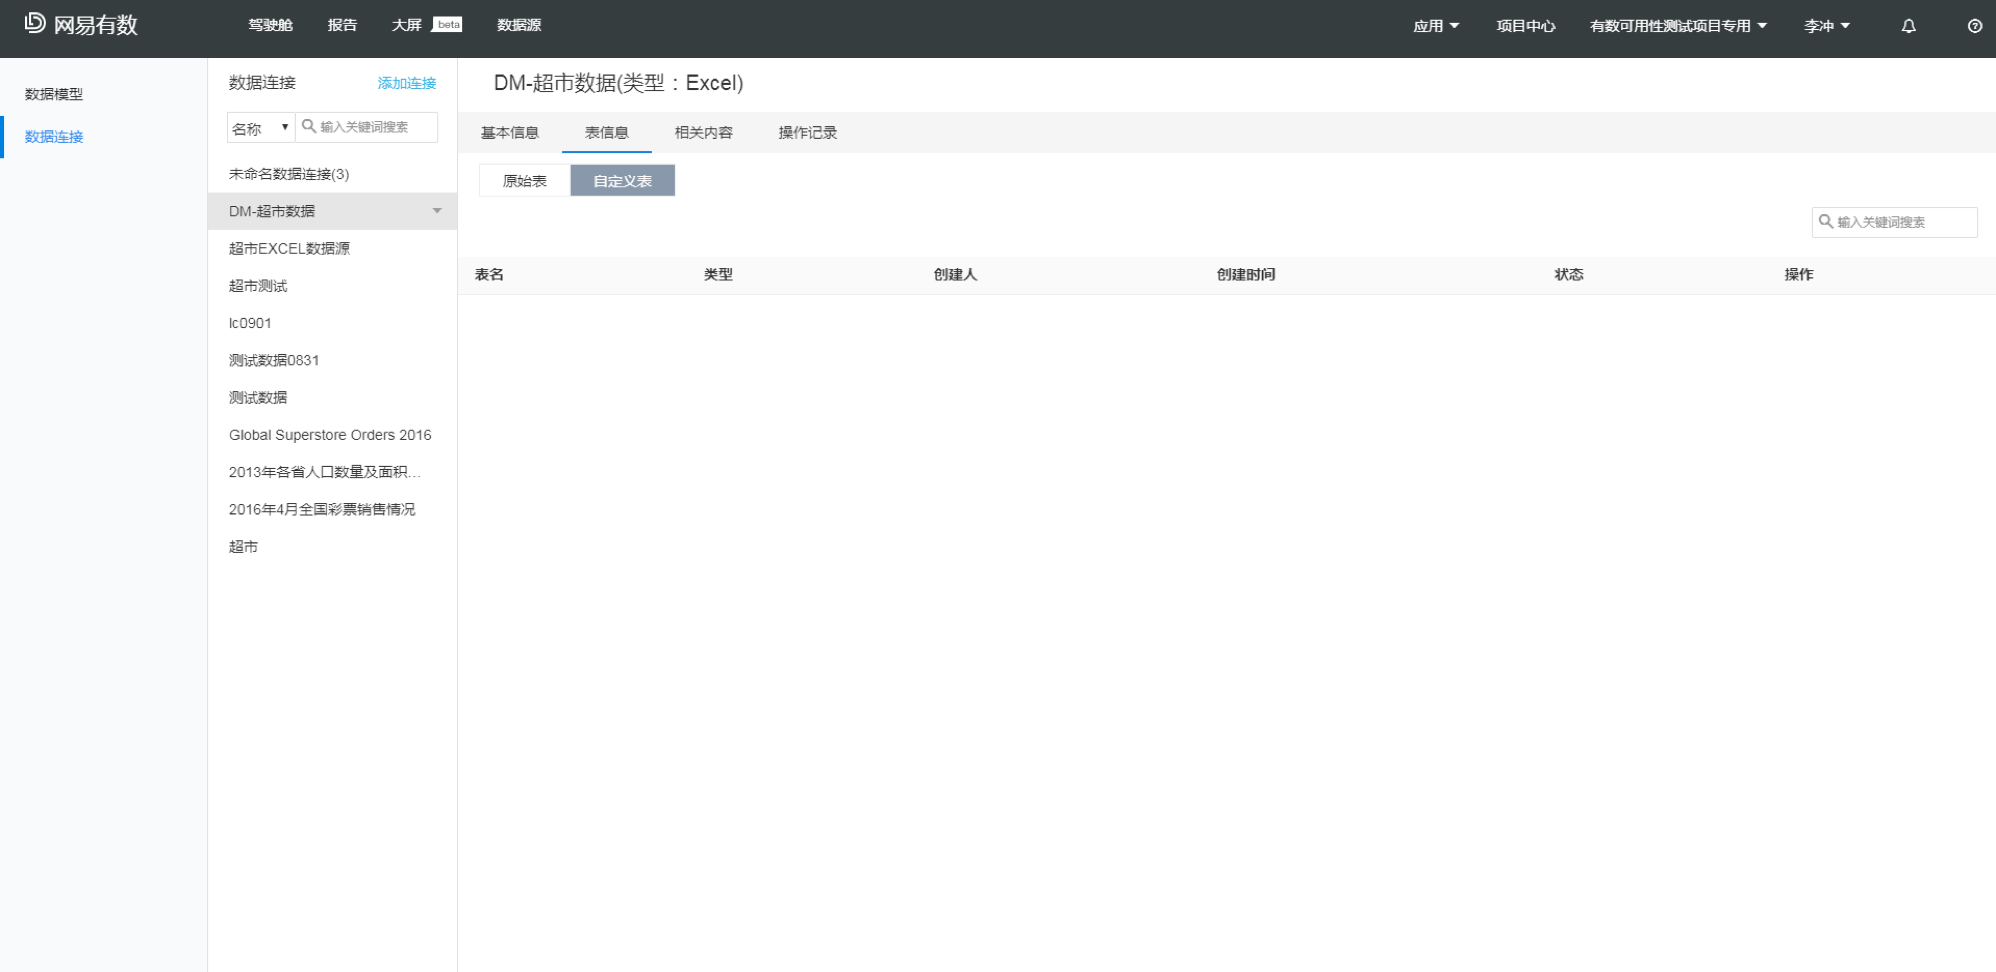 网易有数
驾驶舱 报告 大屏 beta 数据源
应用 项目中心 有数可用性测试项目专用 李冲
数据模型
数据连接
数据连接 添加连接
名称 输入关键词搜索
未命名数据连接(3)
DM-超市数据
超市EXCEL数据源
超市测试
lc0901
测试数据0831
测试数据
Global Superstore Orders 2016
2013年各省人口数量及面积...
2016年4月全国彩票销售情况
超市
DM-超市数据(类型：Excel)
基本信息 表信息 相关内容 操作记录
原始表 自定义表
输入关键词搜索
表名 类型 创建人 创建时间 状态 操作